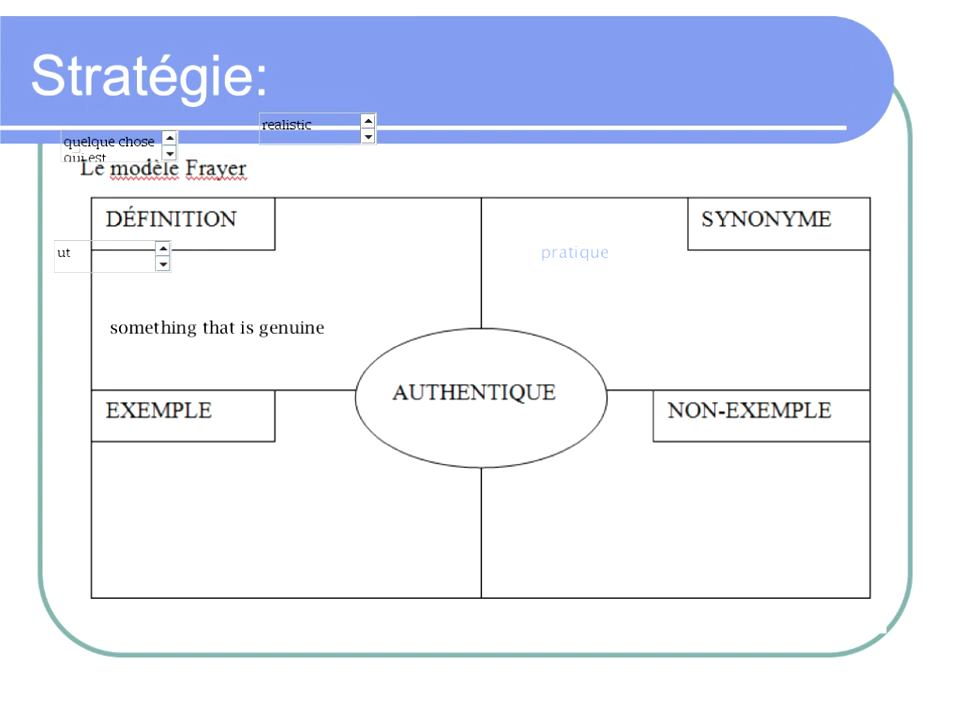 Stratégie:
realistic
quelque chose
qui est
Le modèle Frayer
DÉFINITION
SYNONYME
ut
pratique
something that is genuine
AUTHENTIQUE
EXEMPLE
NON-EXEMPLE